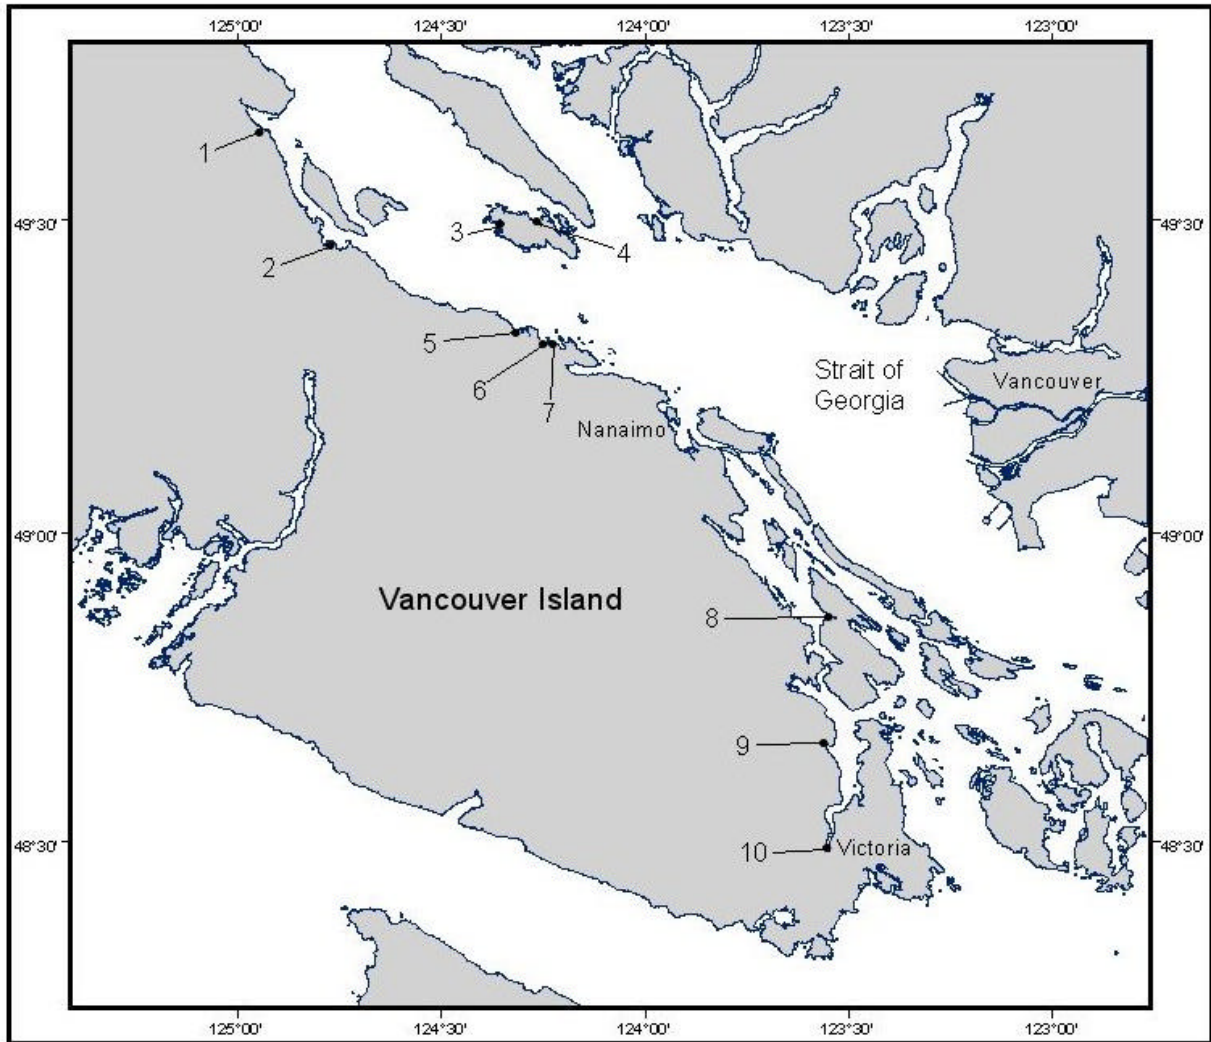 125°00' 124°30' 124°00' 123°30' 123°00'
1
49°30' 49°30'
3 4
2
5
6 7
Strait of
Georgia
Vancouver
Nanaimo
49°00' 49°00'
Vancouver Island
8
9
48°30' 48°30'
10 Victoria
125°00' 124°30' 124°00' 123°30' 123°00'